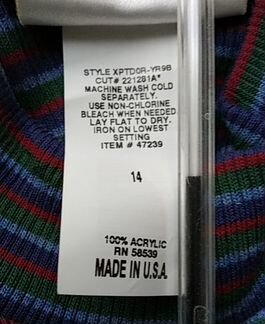 STYLE XPTD0R-YR9B
CUT# 221281A*
MACHINE WASH COLD
SEPARATELY.
USE NON-CHLORINE
BLEACH WHEN NEEDED
LAY FLAT TO DRY.
IRON ON LOWEST
SETTING
ITEM # 47239
14
100% ACRYLIC
RN 58539
MADE IN U.S.A.